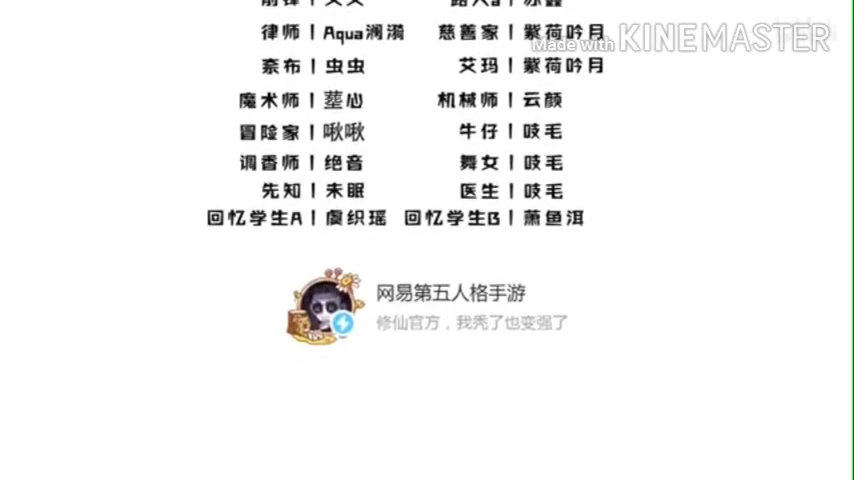 律师丨Aqua澜漪 慈善家丨紫荷吟月
Made with KINEMASTER
奈布丨虫虫 艾玛丨紫荷吟月
魔术师丨堃心 机械师丨云颜
冒险家丨啾啾 牛仔丨吱毛
调香师丨绝音 舞女丨吱毛
先知丨未眠 医生丨吱毛
回忆学生A丨虞织瑶 回忆学生B丨萧鱼洱
网易第五人格手游
修仙官方，我秃了也变强了